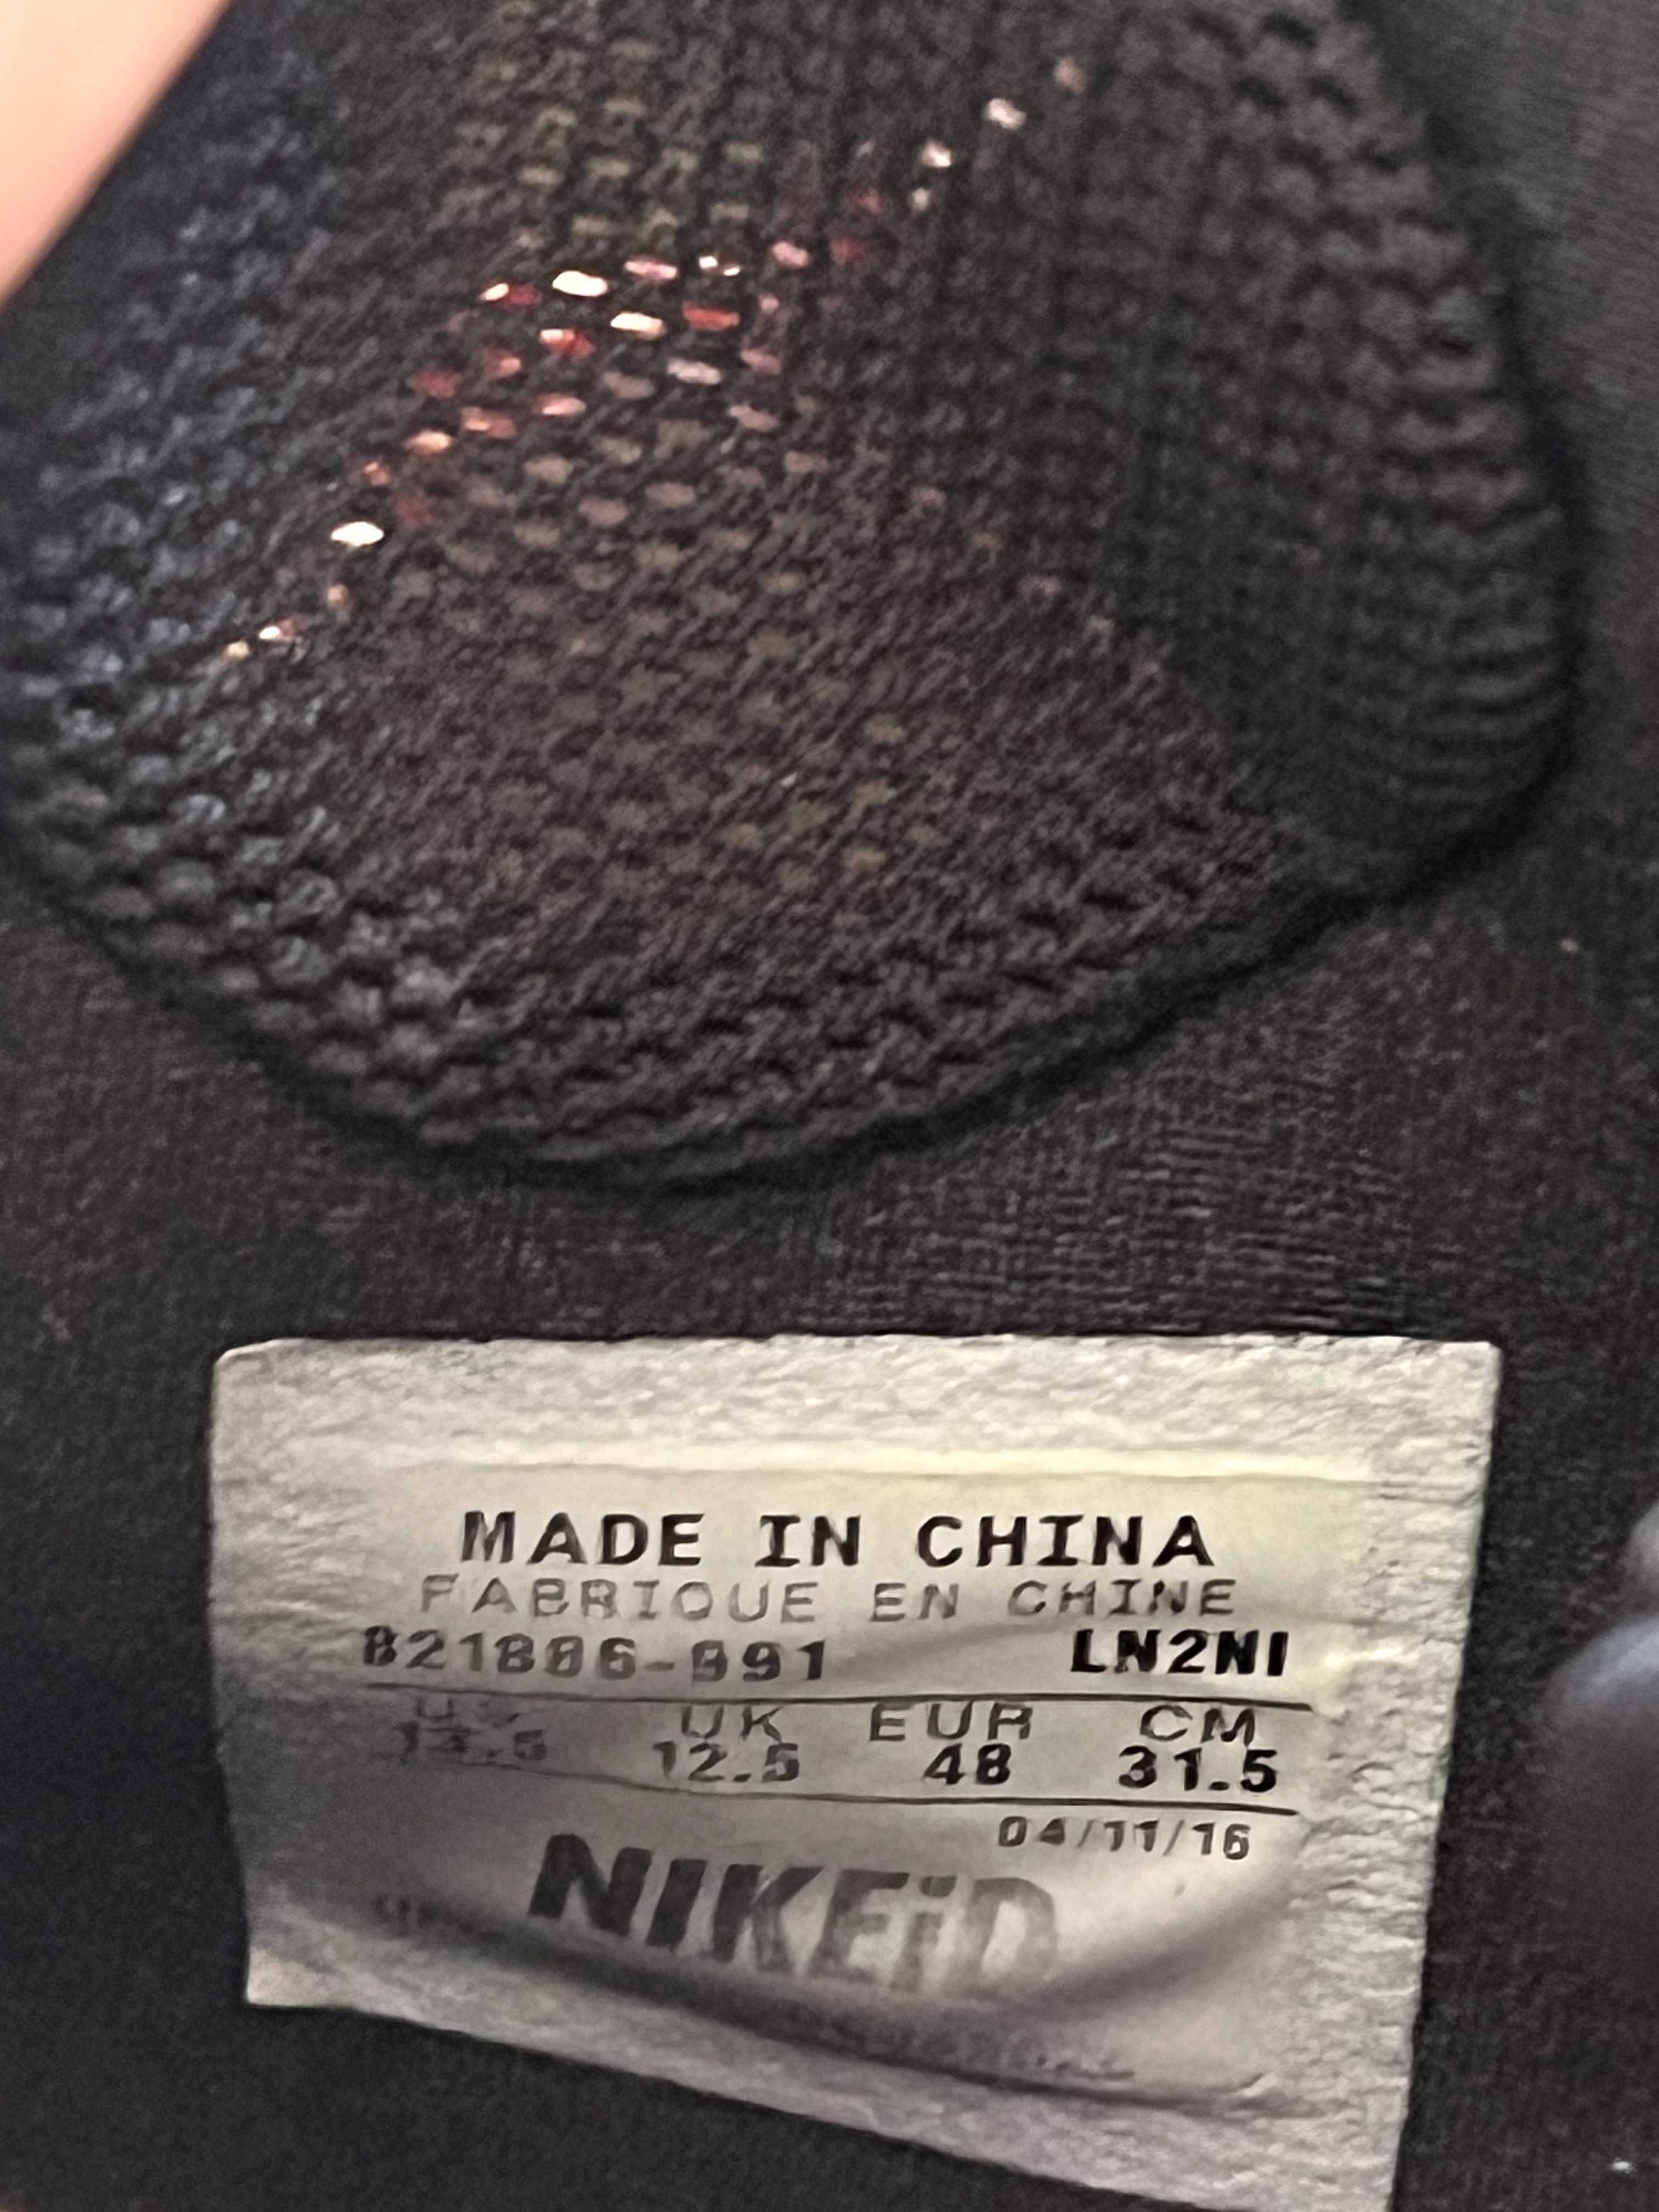 MADE IN CHINA
FABRIQUE EN CHINE
821806-991 LN2NI
US UK EUR CM
13.5 12.5 48 31.5
04/11/16
NIKEiD